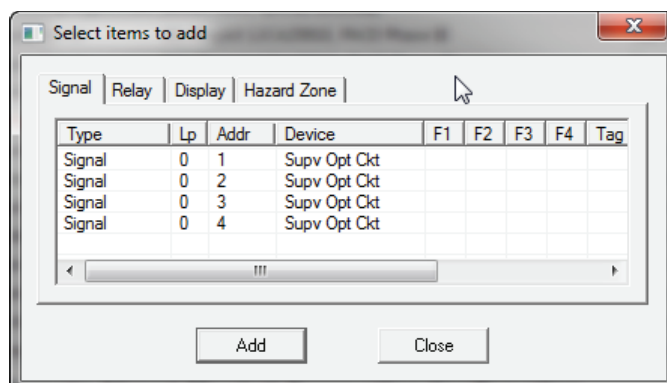 Select items to add
Signal Relay Display Hazard Zone
Type Lp Addr Device F1 F2 F3 F4 Tag
Signal 0 1 Supv Opt Ckt
Signal 0 2 Supv Opt Ckt
Signal 0 3 Supv Opt Ckt
Signal 0 4 Supv Opt Ckt
Add Close